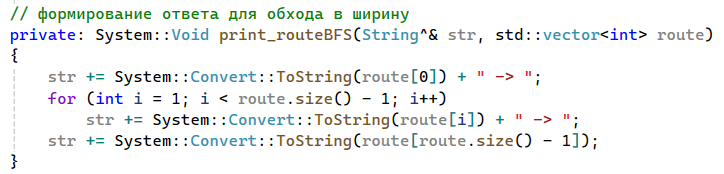 // формирование ответа для обхода в ширину
private: System::Void print_routeBFS(String^& str, std::vector<int> route)
{
    str += System::Convert::ToString(route[0]) + " -> ";
    for (int i = 1; i < route.size() - 1; i++)
        str += System::Convert::ToString(route[i]) + " -> ";
    str += System::Convert::ToString(route[route.size() - 1]);
}